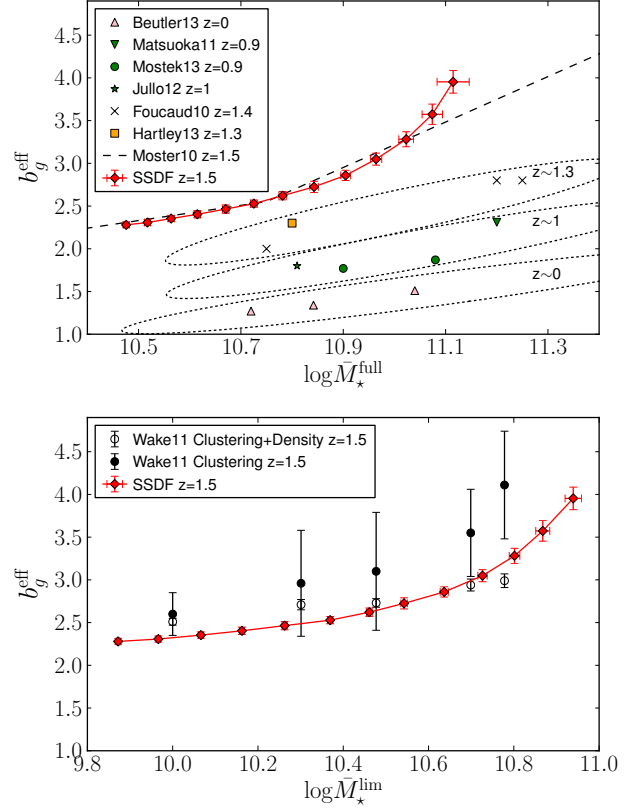 Beutler13 z=0
Matsuoka11 z=0.9
Mostek13 z=0.9
Jullo12 z=1
Foucaud10 z=1.4
Hartley13 z=1.3
Moster10 z=1.5
SSDF z=1.5
z~1.3
z~1
z~0
4.5
4.0
3.5
3.0
2.5
2.0
1.5
1.0
b_g^eff
10.5 10.7 10.9 11.1 11.3
log M̄_⋆^full
Wake11 Clustering+Density z=1.5
Wake11 Clustering z=1.5
SSDF z=1.5
4.5
4.0
3.5
3.0
2.5
2.0
1.5
1.0
b_g^eff
9.8 10.0 10.2 10.4 10.6 10.8 11.0
log M̄_⋆^lim